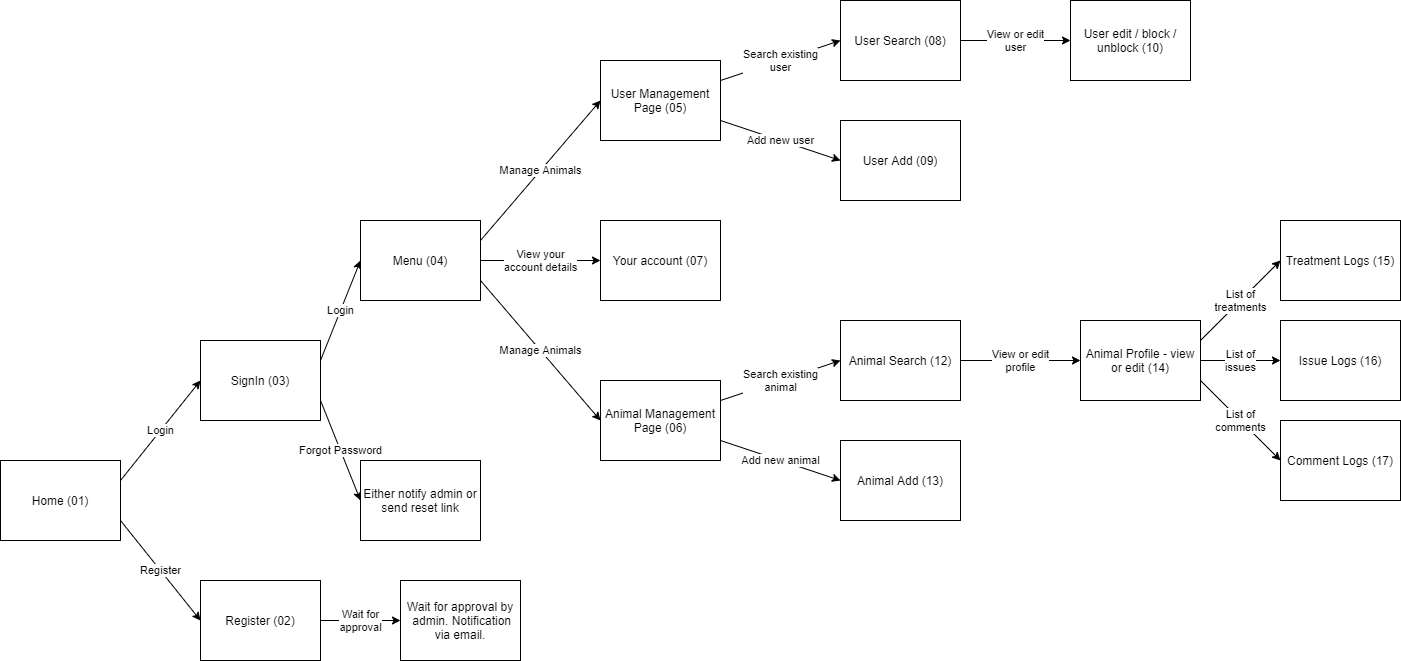 User Search (08)
View or edit
user
User edit / block /
unblock (10)
Search existing
user
User Management
Page (05)
Add new user
User Add (09)
Manage Animals
Menu (04)
View your
account details
Your account (07)
Treatment Logs (15)
List of
treatments
Login
Manage Animals
Animal Search (12)
View or edit
profile
Animal Profile - view
or edit (14)
List of
issues
Issue Logs (16)
SignIn (03)
Search existing
animal
Animal Management
Page (06)
List of
comments
Login
Forgot Password
Add new animal
Animal Add (13)
Comment Logs (17)
Home (01)
Either notify admin or
send reset link
Register
Register (02)
Wait for
approval
Wait for approval by
admin. Notification
via email.